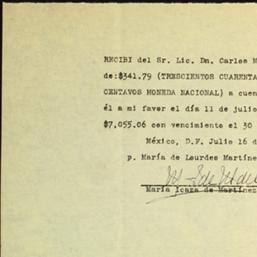 RECIBI del Sr. Lic. Dn. Carlos M
de:$341.79 (TRESCIENTOS CUARENTA
CENTAVOS MONEDA NACIONAL) a cuen
él a mi favor el día 11 de julio
$7,055.06 con vencimiento el 30
México, D.F. Julio 16 d
p. María de Lourdes Martíne
María Icaza de Martínez